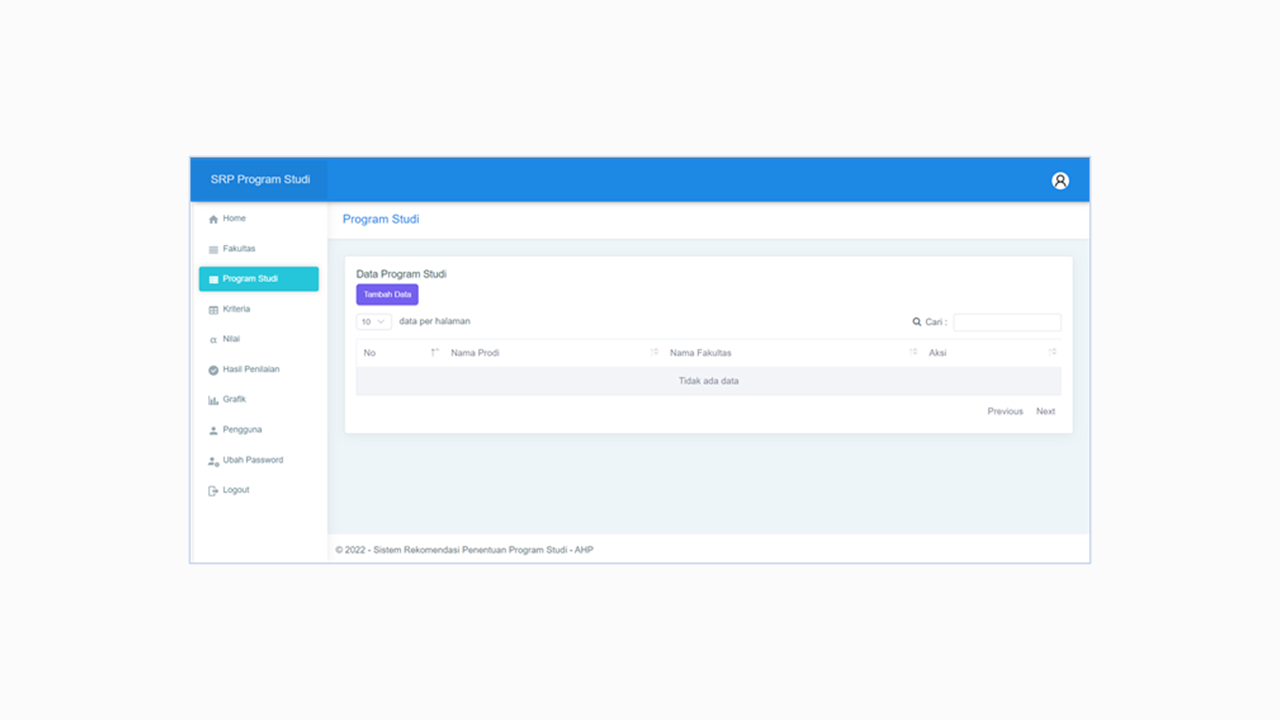 SRP Program Studi
Home
Fakultas
Program Studi
Kriteria
α Nilai
Hasil Penilaian
Grafik
Pengguna
Ubah Password
Logout
Program Studi
Data Program Studi
Tambah Data
10 data per halaman
Cari :
No Nama Prodi Nama Fakultas Aksi
Tidak ada data
Previous Next
© 2022 - Sistem Rekomendasi Penentuan Program Studi - AHP